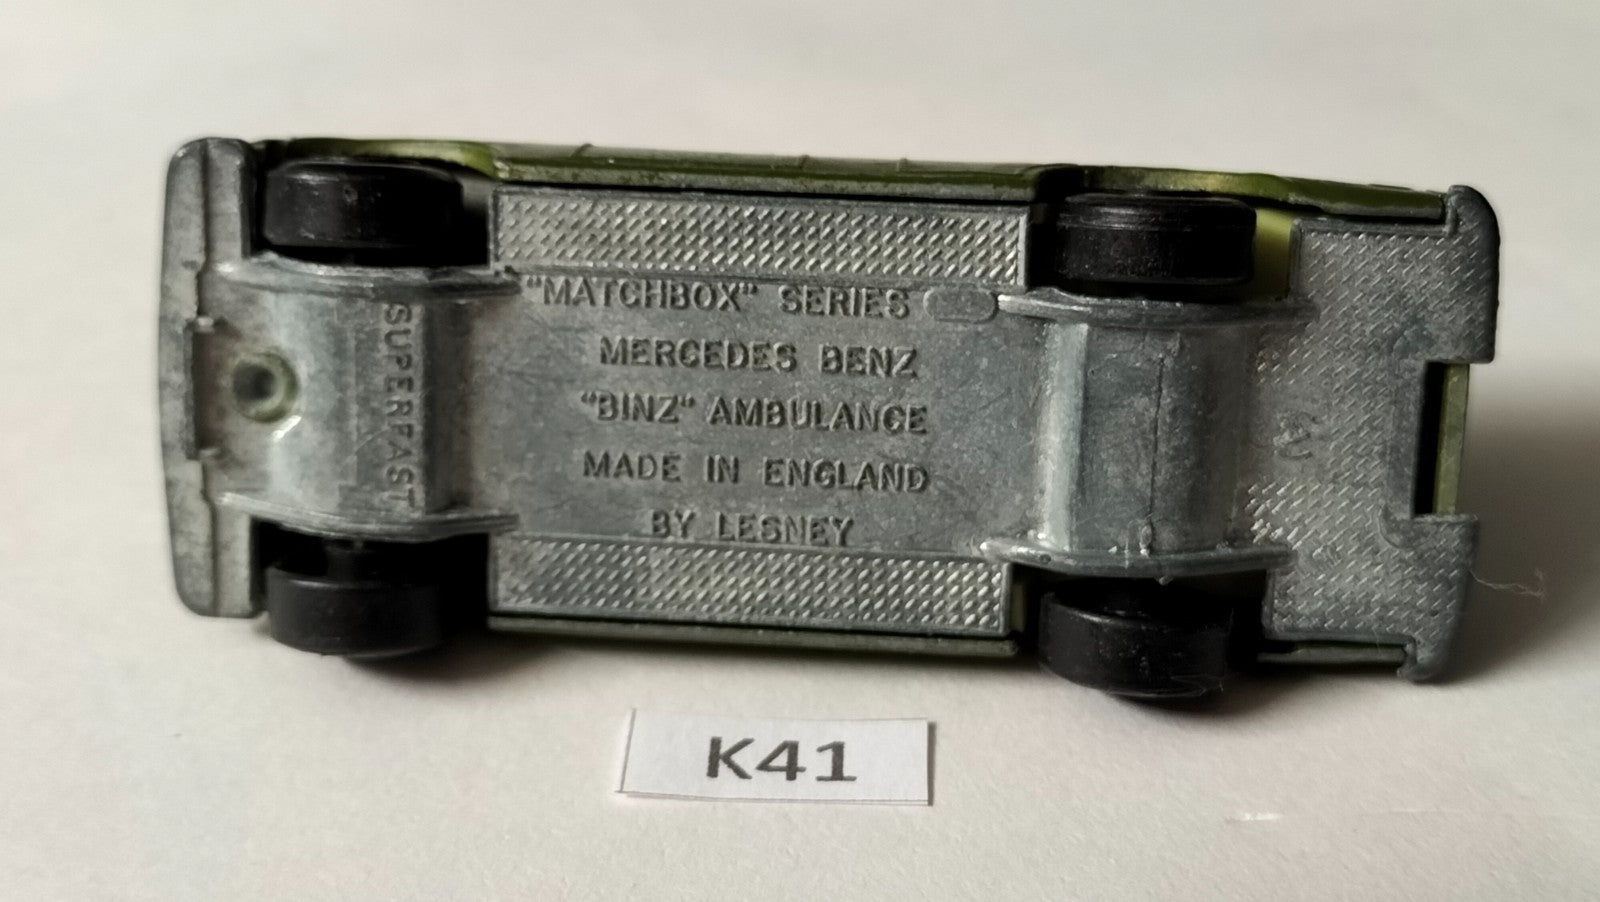 "MATCHBOX" SERIES
MERCEDES BENZ
"BINZ" AMBULANCE
MADE IN ENGLAND
BY LESNEY
SUPERFAST
K41